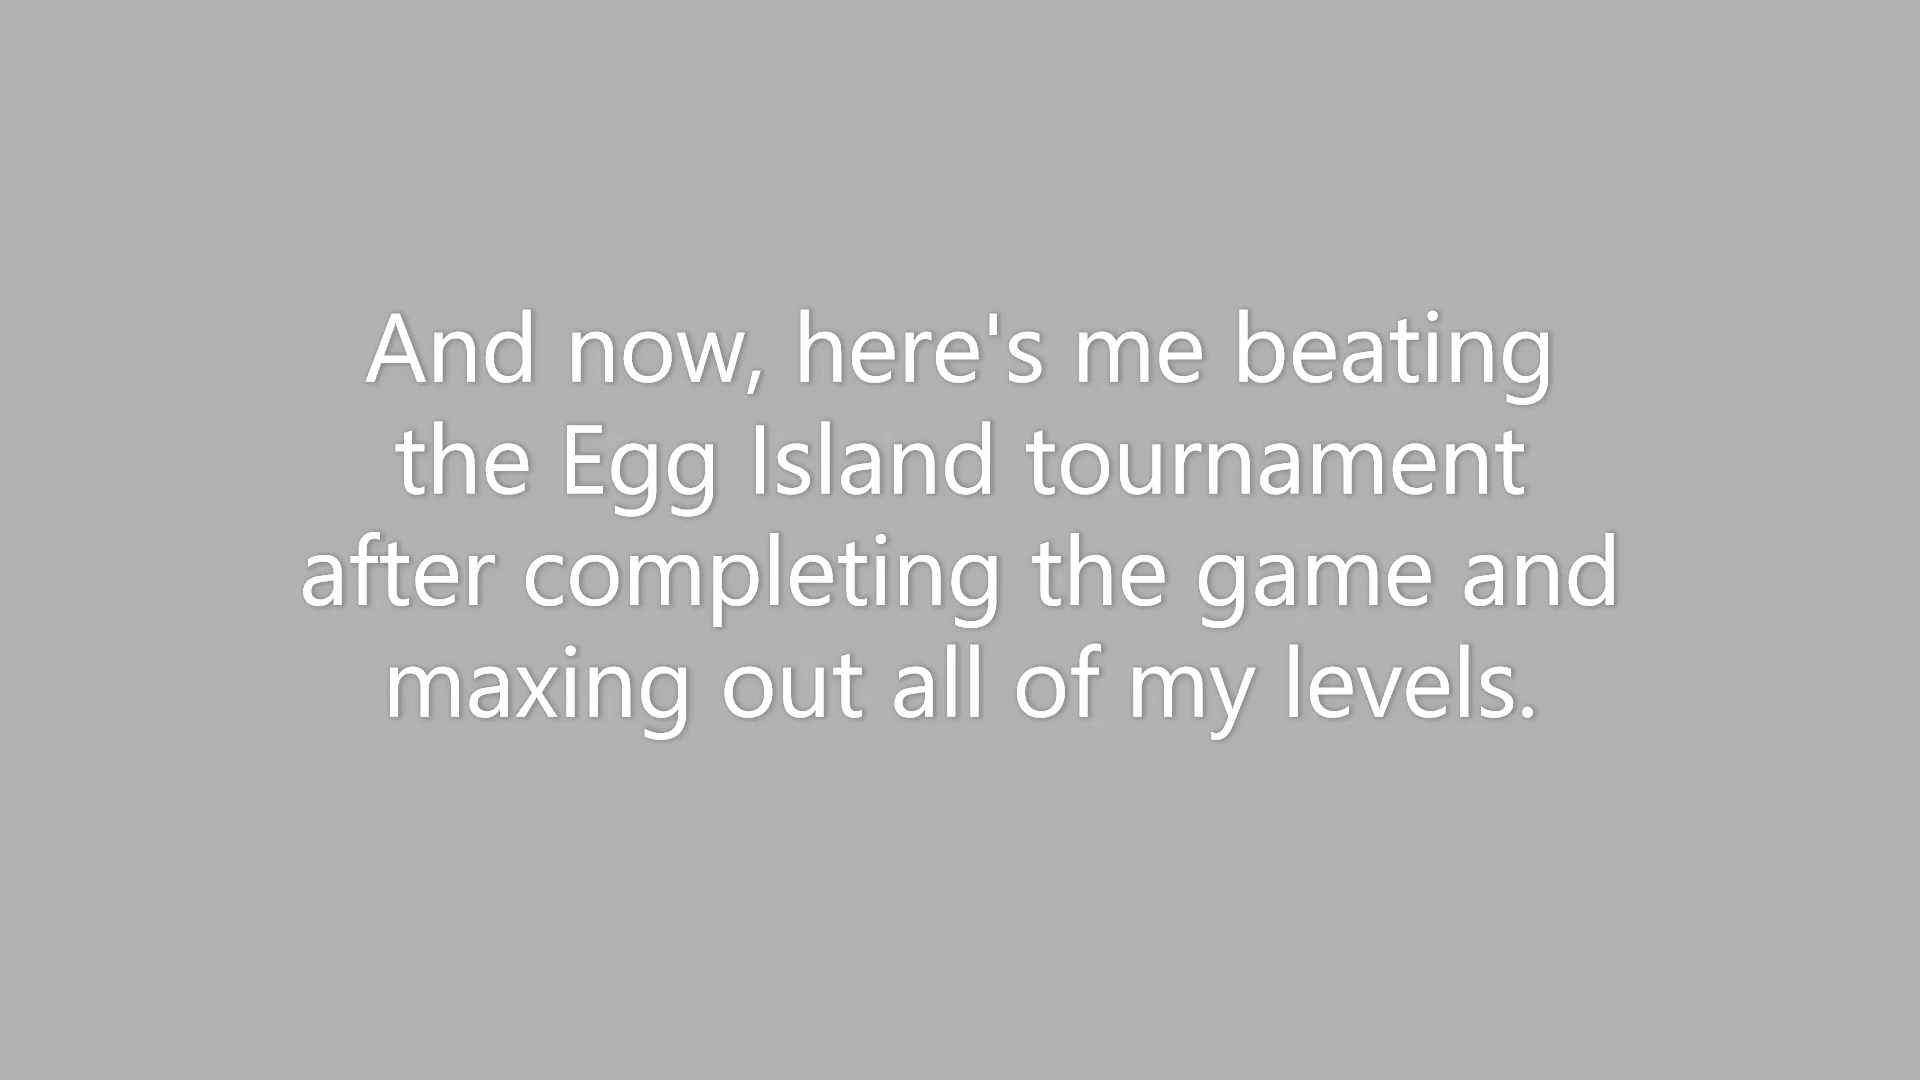 And now, here's me beating
the Egg Island tournament
after completing the game and
maxing out all of my levels.